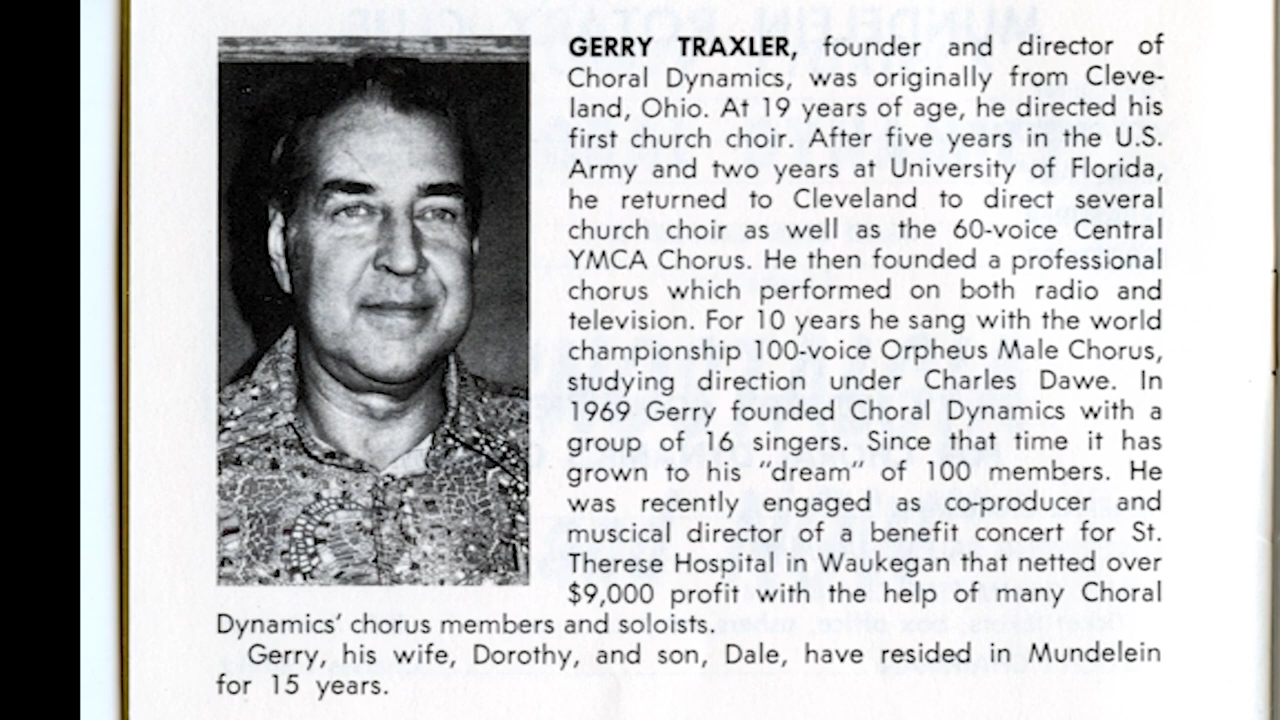 GERRY TRAXLER, founder and director of
Choral Dynamics, was originally from Cleve-
land, Ohio. At 19 years of age, he directed his
first church choir. After five years in the U.S.
Army and two years at University of Florida,
he returned to Cleveland to direct several
church choir as well as the 60-voice Central
YMCA Chorus. He then founded a professional
chorus which performed on both radio and
television. For 10 years he sang with the world
championship 100-voice Orpheus Male Chorus,
studying direction under Charles Dawe. In
1969 Gerry founded Choral Dynamics with a
group of 16 singers. Since that time it has
grown to his “dream” of 100 members. He
was recently engaged as co-producer and
muscical director of a benefit concert for St.
Therese Hospital in Waukegan that netted over
$9,000 profit with the help of many Choral
Dynamics’ chorus members and soloists.
Gerry, his wife, Dorothy, and son, Dale, have resided in Mundelein
for 15 years.